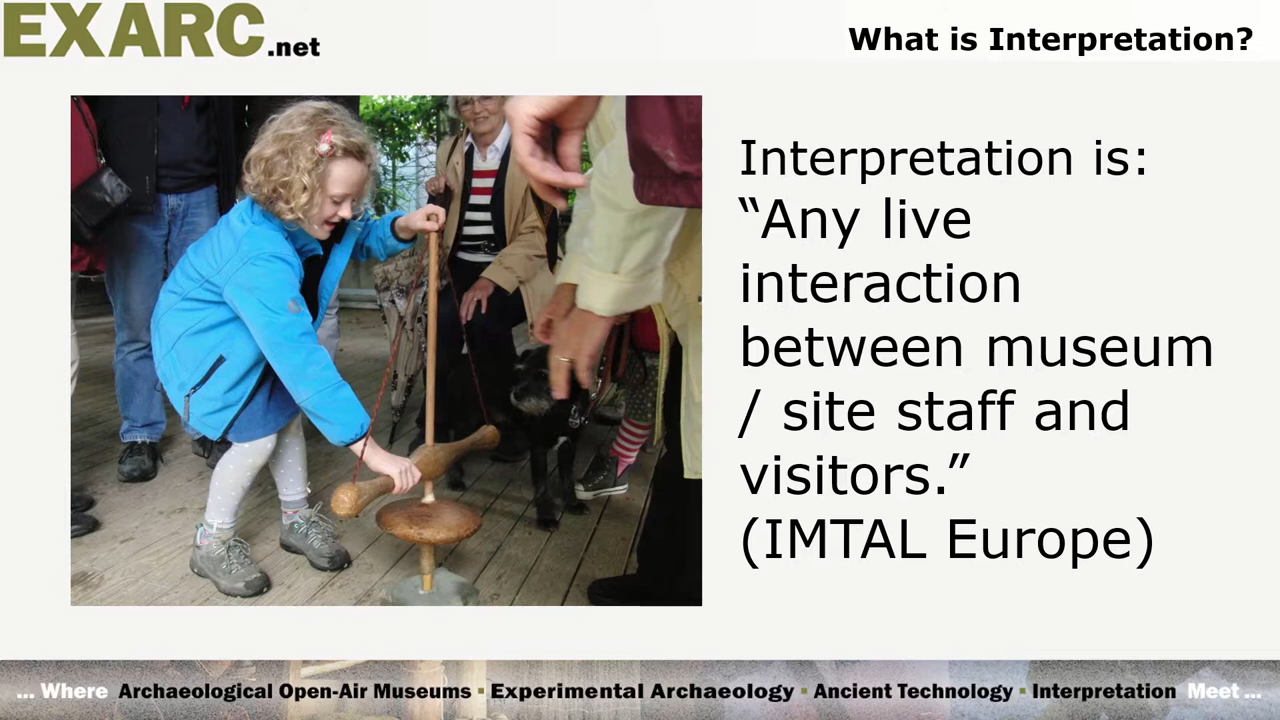 EXARC.net
What is Interpretation?
Interpretation is:
“Any live
interaction
between museum
/ site staff and
visitors.”
(IMTAL Europe)
... Where Archaeological Open-Air Museums ▪ Experimental Archaeology ▪ Ancient Technology ▪ Interpretation Meet ...